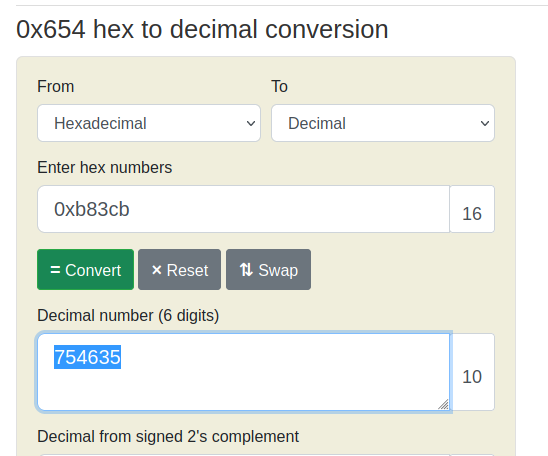 0x654 hex to decimal conversion
From To
Hexadecimal Decimal
Enter hex numbers
0xb83cb 16
= Convert × Reset ⇅ Swap
Decimal number (6 digits)
754635 10
Decimal from signed 2's complement